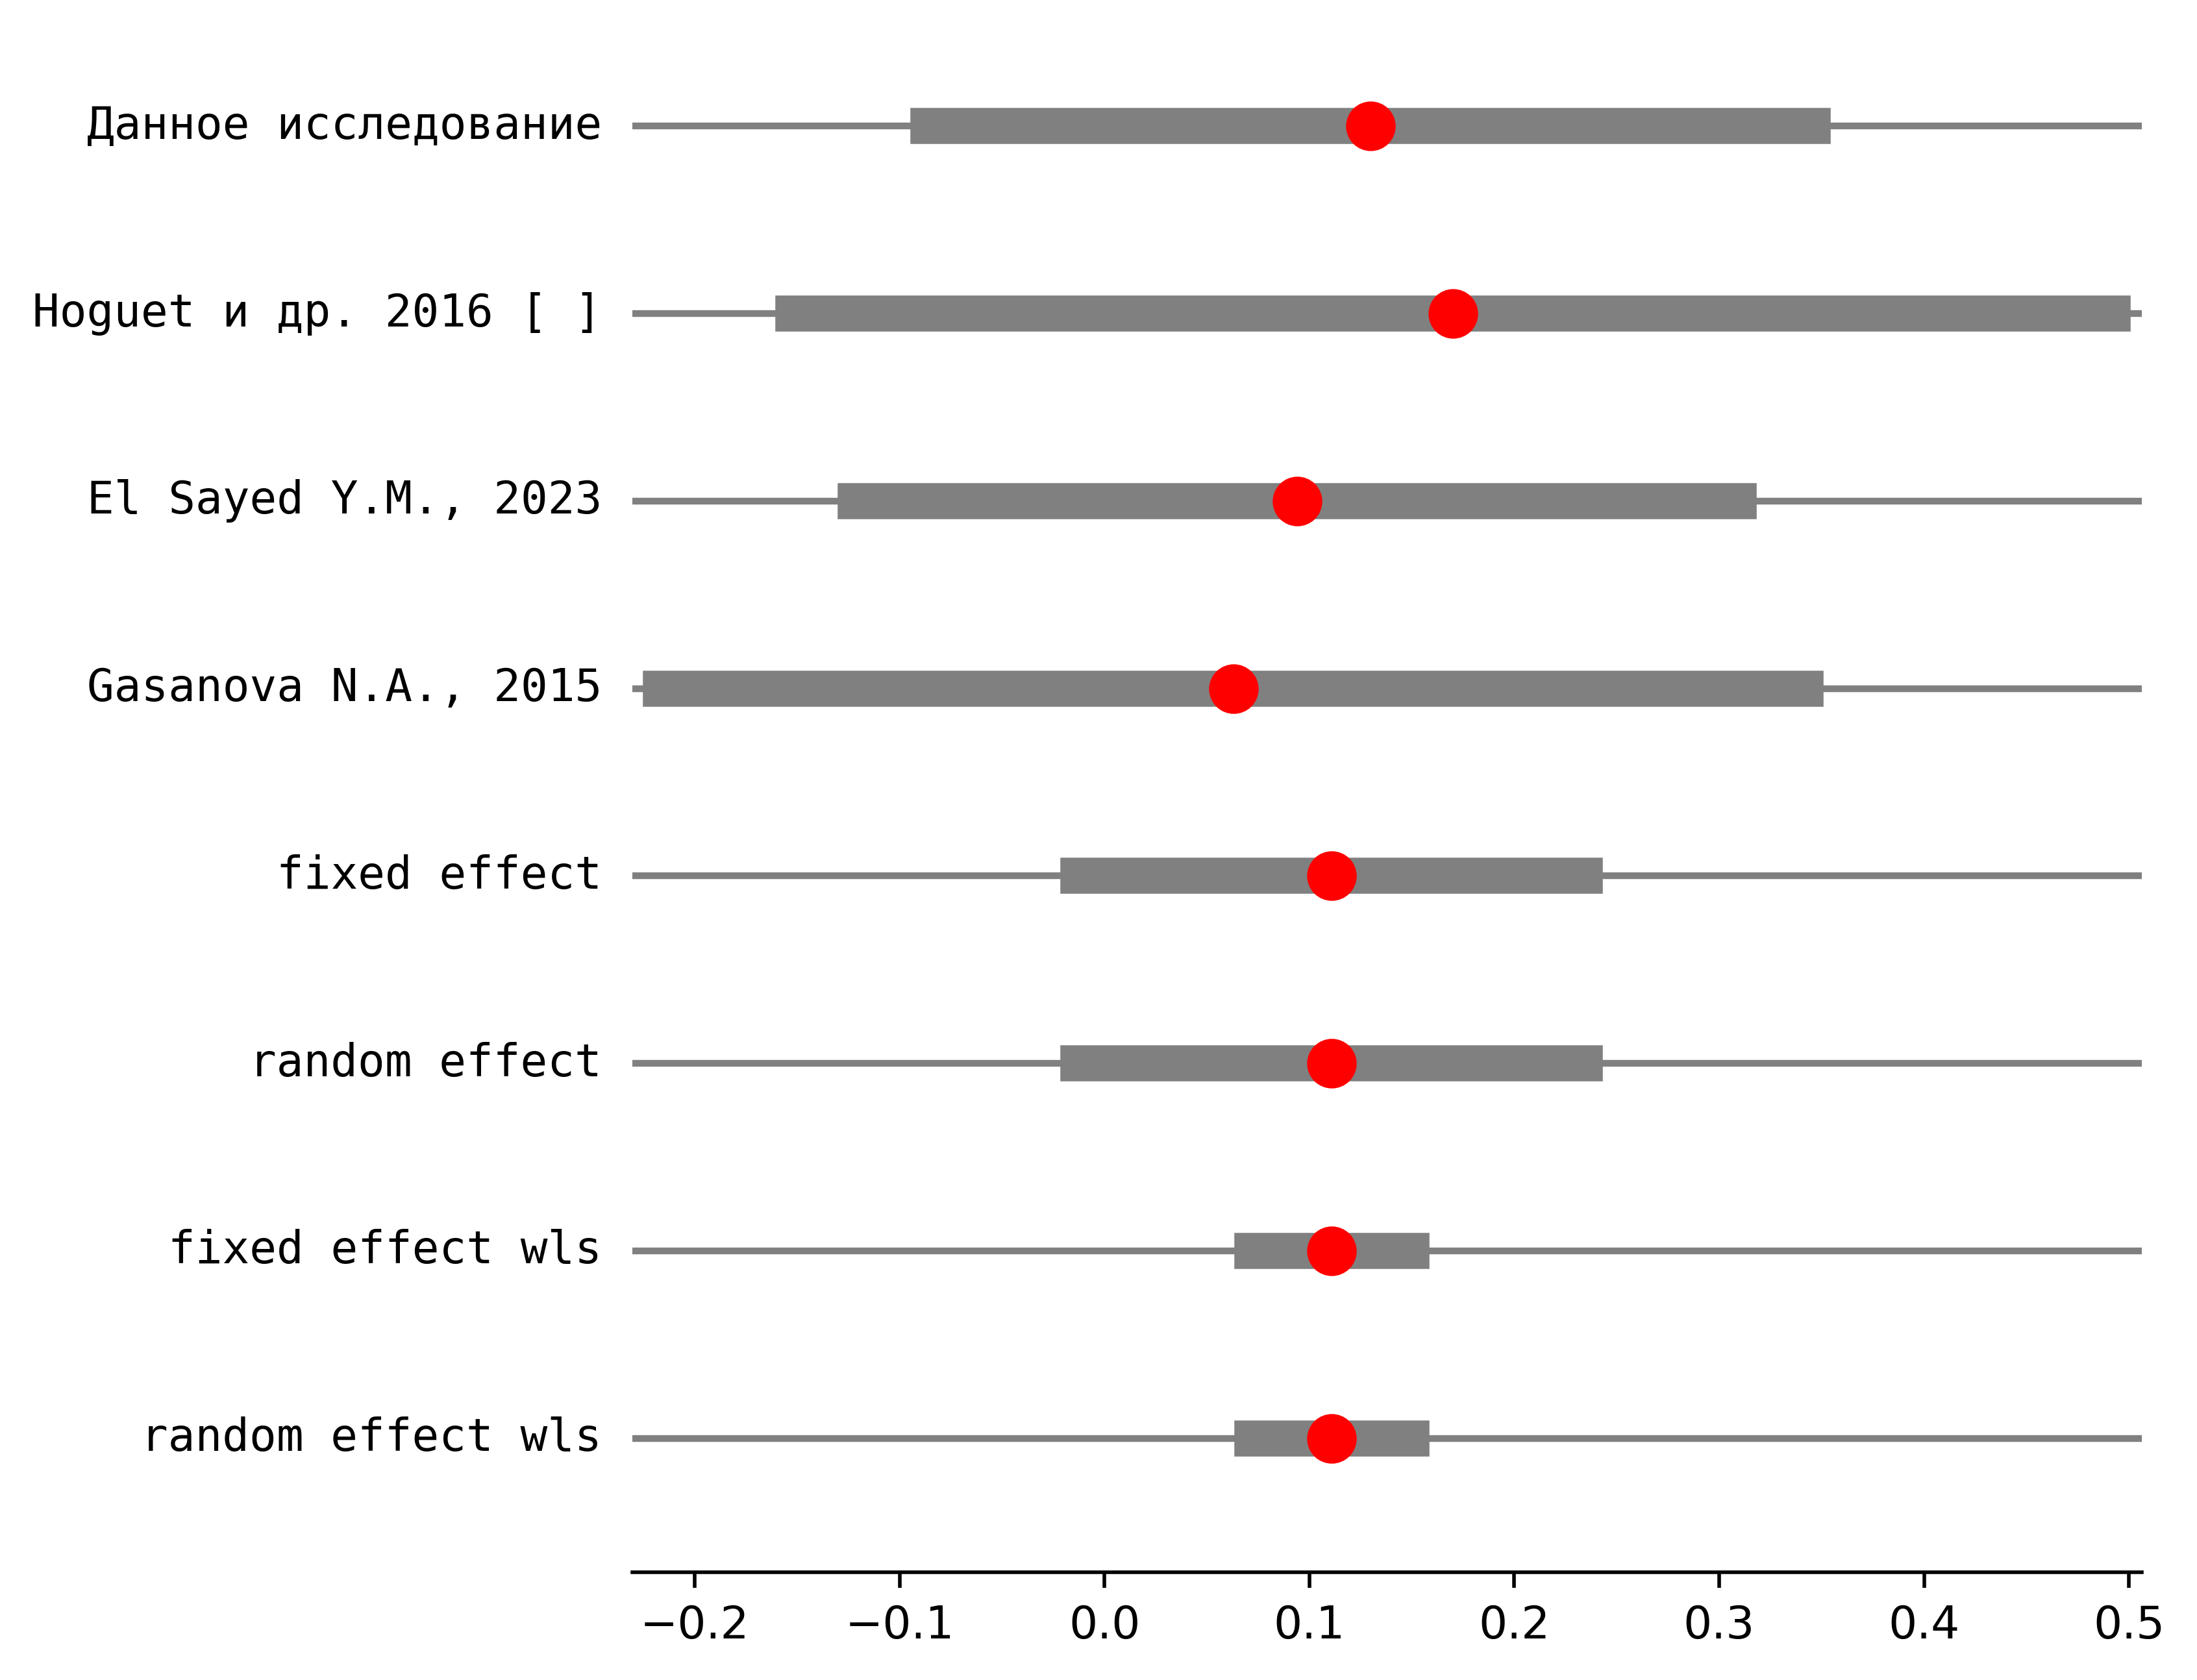 Данное исследование
Hoguet и др. 2016 [ ]
El Sayed Y.M., 2023
Gasanova N.A., 2015
fixed effect
random effect
fixed effect wls
random effect wls
−0.2 −0.1 0.0 0.1 0.2 0.3 0.4 0.5